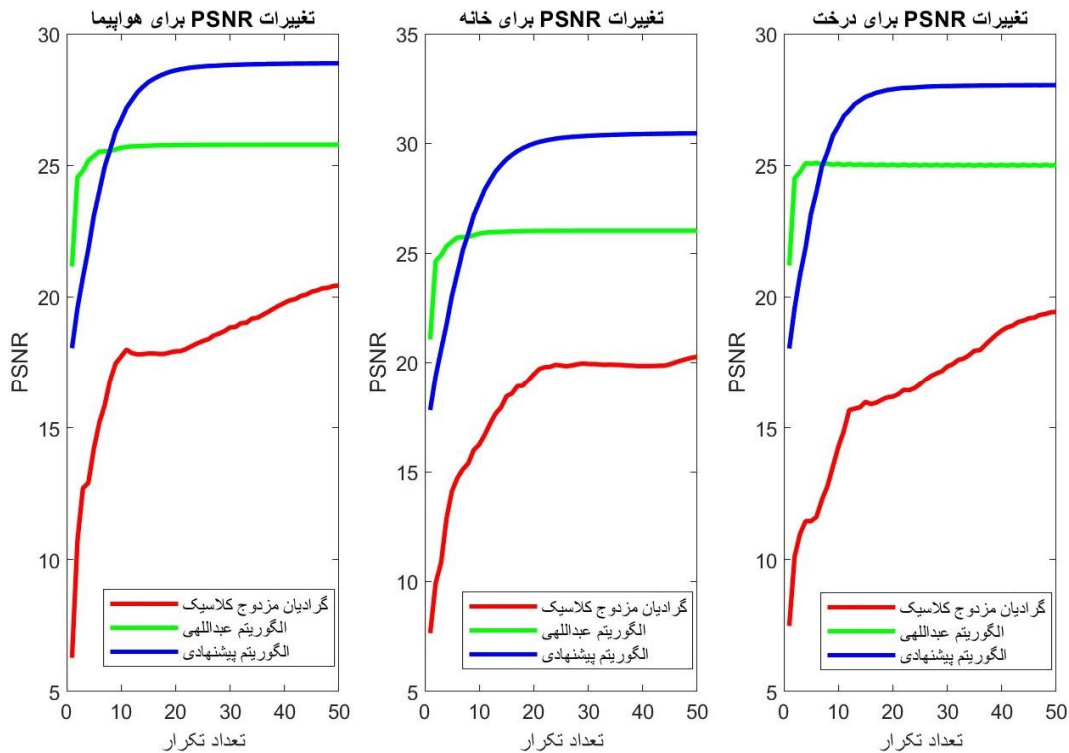 تغییرات PSNR برای هواپیما
30
25
20
15
10
5
PSNR
گرادیان مزدوج کلاسیک
الگوریتم عبداللهی
الگوریتم پیشنهادی
0 10 20 30 40 50
تعداد تکرار
تغییرات PSNR برای خانه
35
30
25
20
15
10
5
PSNR
گرادیان مزدوج کلاسیک
الگوریتم عبداللهی
الگوریتم پیشنهادی
0 10 20 30 40 50
تعداد تکرار
تغییرات PSNR برای درخت
30
25
20
15
10
5
PSNR
گرادیان مزدوج کلاسیک
الگوریتم عبداللهی
الگوریتم پیشنهادی
0 10 20 30 40 50
تعداد تکرار